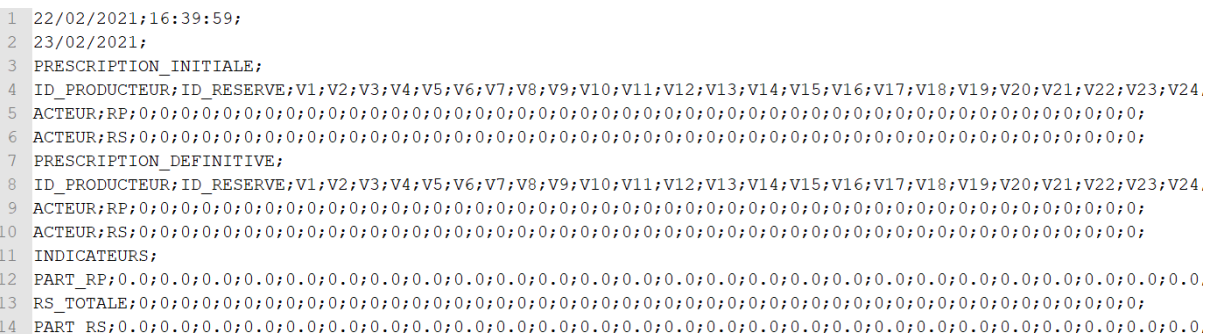 1 22/02/2021;16:39:59;
2 23/02/2021;
3 PRESCRIPTION_INITIALE;
4 ID_PRODUCTEUR;ID_RESERVE;V1;V2;V3;V4;V5;V6;V7;V8;V9;V10;V11;V12;V13;V14;V15;V16;V17;V18;V19;V20;V21;V22;V23;V24
5 ACTEUR;RP;0;0;0;0;0;0;0;0;0;0;0;0;0;0;0;0;0;0;0;0;0;0;0;0;0;0;0;0;0;0;0;0;0;0;0;0;0;0;0;0;0;0;0;0;0;0;0;0;
6 ACTEUR;RS;0;0;0;0;0;0;0;0;0;0;0;0;0;0;0;0;0;0;0;0;0;0;0;0;0;0;0;0;0;0;0;0;0;0;0;0;0;0;0;0;0;0;0;0;0;0;0;0;
7 PRESCRIPTION_DEFINITIVE;
8 ID_PRODUCTEUR;ID_RESERVE;V1;V2;V3;V4;V5;V6;V7;V8;V9;V10;V11;V12;V13;V14;V15;V16;V17;V18;V19;V20;V21;V22;V23;V24
9 ACTEUR;RP;0;0;0;0;0;0;0;0;0;0;0;0;0;0;0;0;0;0;0;0;0;0;0;0;0;0;0;0;0;0;0;0;0;0;0;0;0;0;0;0;0;0;0;0;0;0;0;0;
10 ACTEUR;RS;0;0;0;0;0;0;0;0;0;0;0;0;0;0;0;0;0;0;0;0;0;0;0;0;0;0;0;0;0;0;0;0;0;0;0;0;0;0;0;0;0;0;0;0;0;0;0;0;
11 INDICATEURS;
12 PART_RP;0.0;0.0;0.0;0.0;0.0;0.0;0.0;0.0;0.0;0.0;0.0;0.0;0.0;0.0;0.0;0.0;0.0;0.0;0.0;0.0;0.0;0.0;0.0;0.0;0.0;0.0
13 RS_TOTALE;0;0;0;0;0;0;0;0;0;0;0;0;0;0;0;0;0;0;0;0;0;0;0;0;0;0;0;0;0;0;0;0;0;0;0;0;0;0;0;0;0;0;0;0;0;0;0;0;
14 PART_RS;0.0;0.0;0.0;0.0;0.0;0.0;0.0;0.0;0.0;0.0;0.0;0.0;0.0;0.0;0.0;0.0;0.0;0.0;0.0;0.0;0.0;0.0;0.0;0.0;0.0;0.0